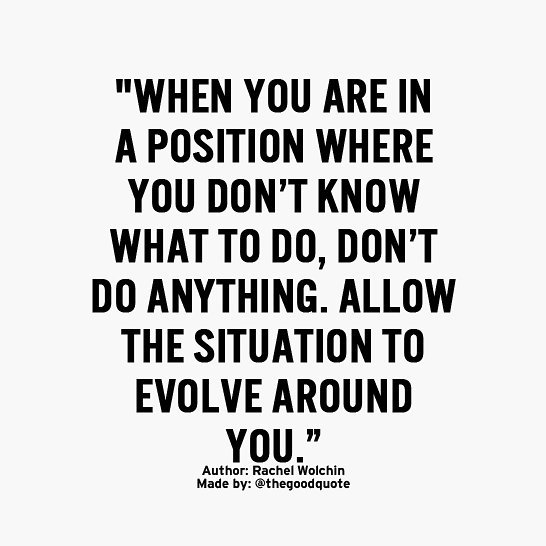 "WHEN YOU ARE IN
A POSITION WHERE
YOU DON’T KNOW
WHAT TO DO, DON’T
DO ANYTHING. ALLOW
THE SITUATION TO
EVOLVE AROUND
YOU.”
Author: Rachel Wolchin
Made by: @thegoodquote